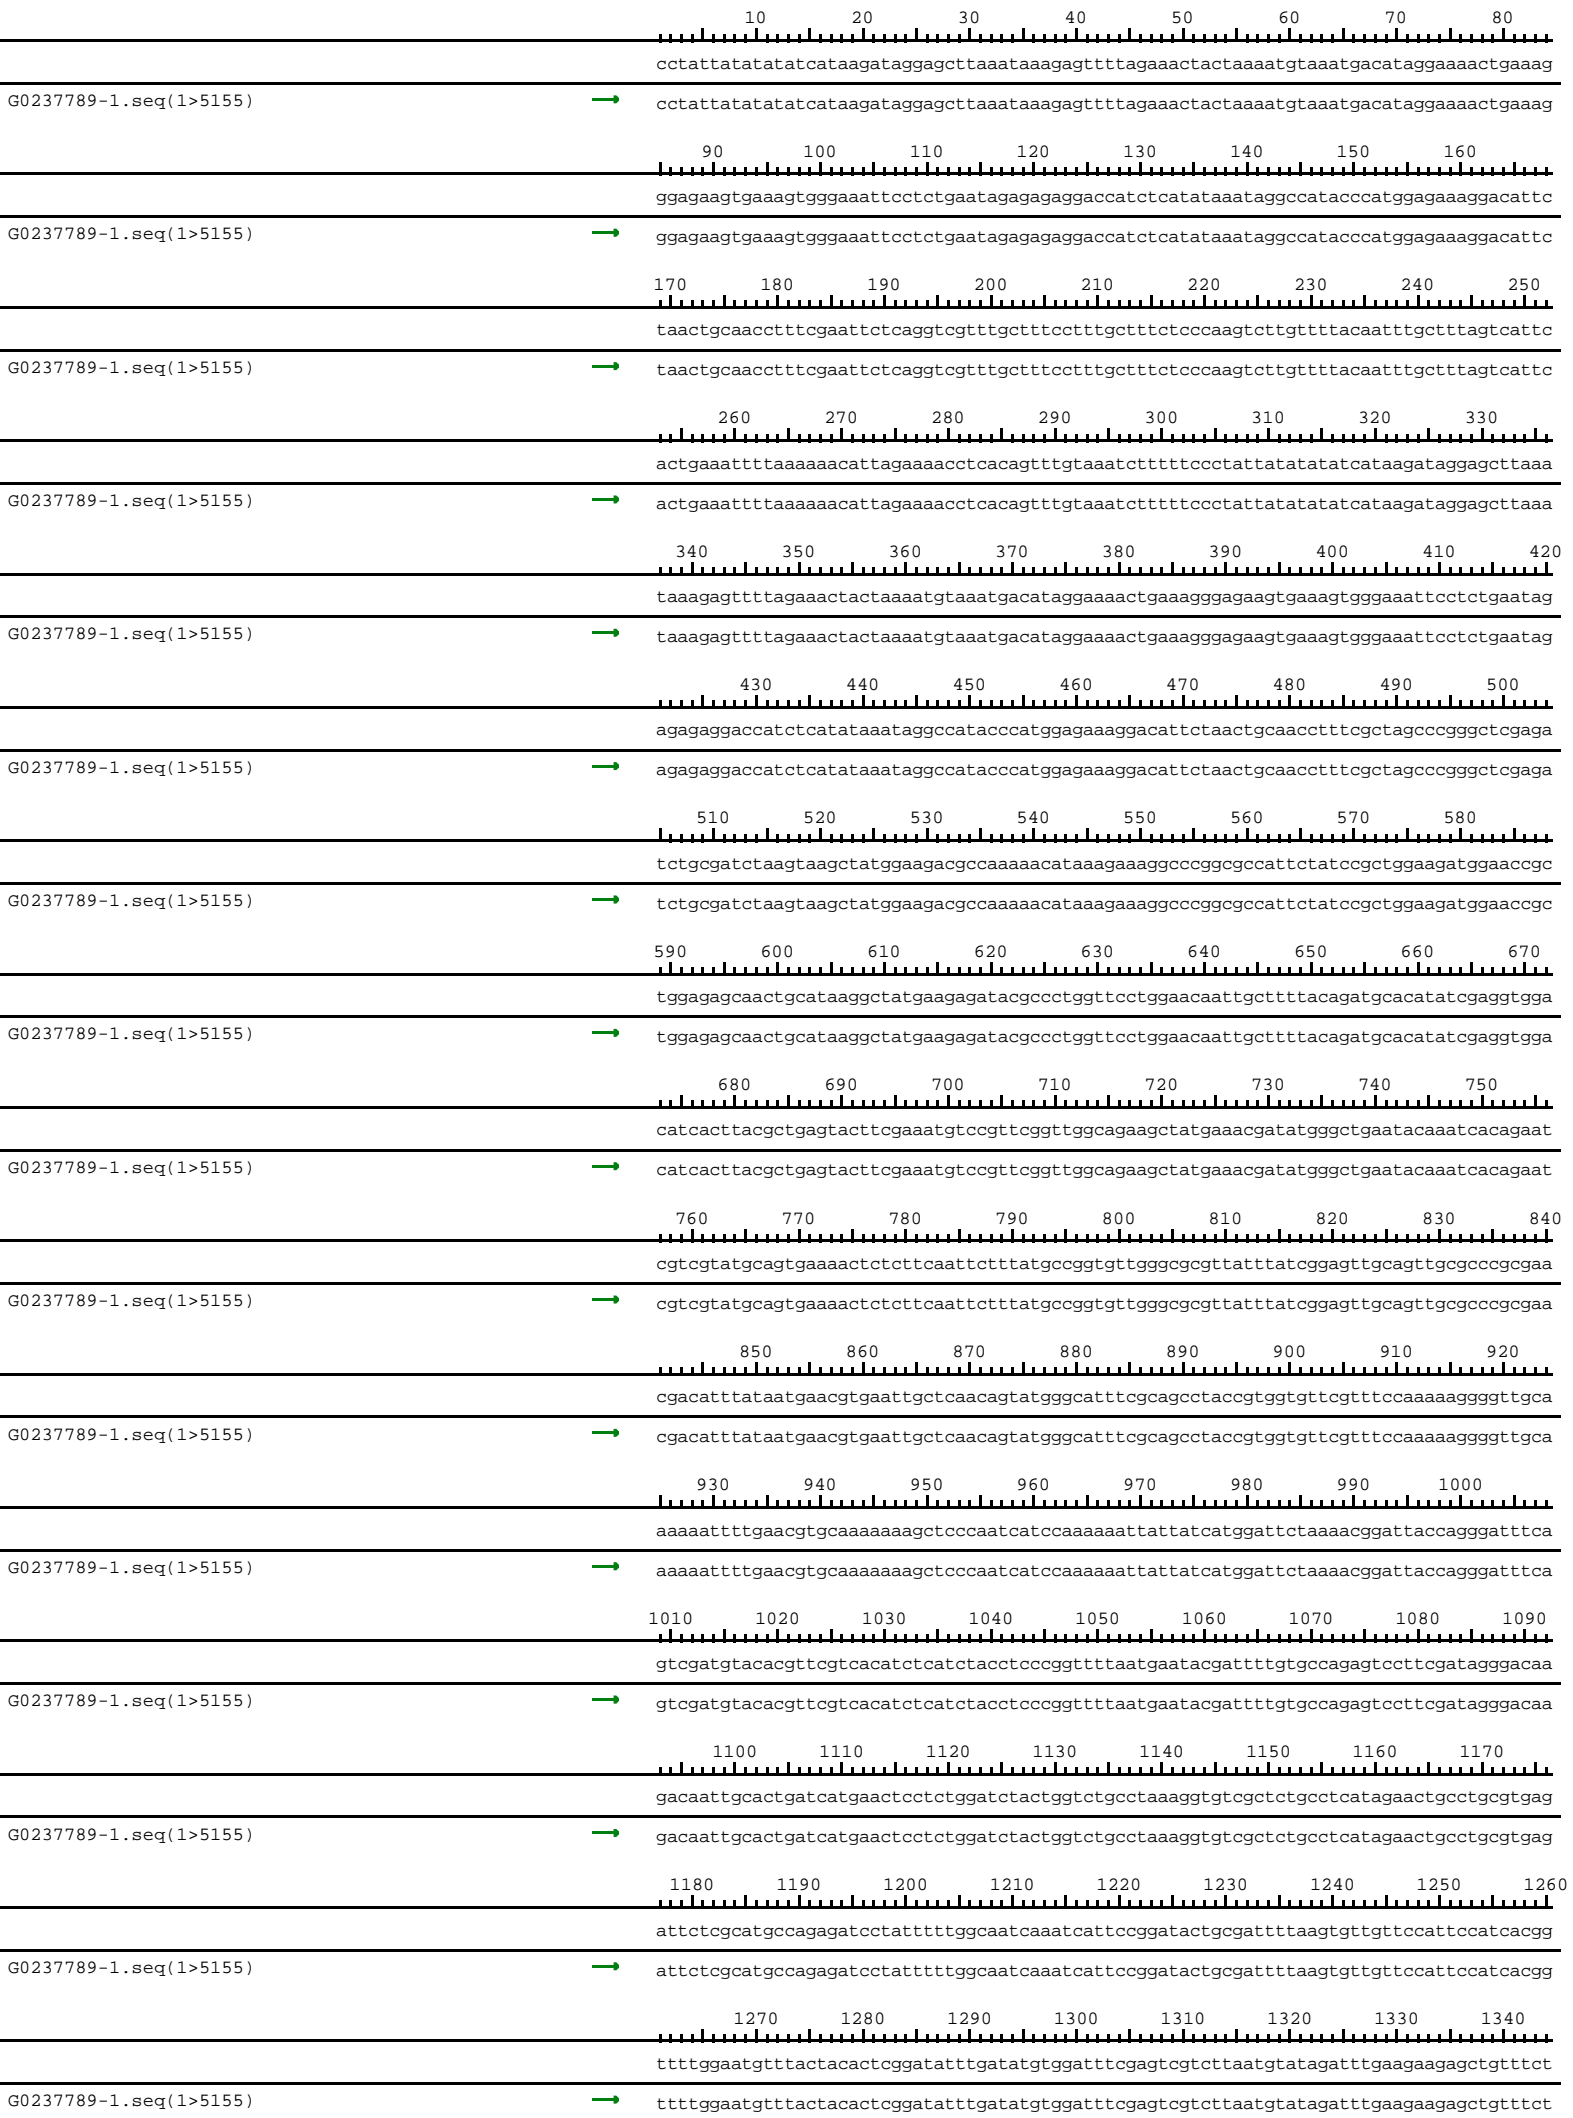 10 20 30 40 50 60 70 80
cctattatatatatcataagataggagcttaaataaagagttttagaaactactaaaatgtaaatgacataggaaaactgaaag
G0237789-1.seq(1>5155) cctattatatatatcataagataggagcttaaataaagagttttagaaactactaaaatgtaaatgacataggaaaactgaaag
90 100 110 120 130 140 150 160
ggagaagtgaaagtgggaaattcctctgaatagagagaggaccatctcatataaataggccatacccatggagaaaggacattc
G0237789-1.seq(1>5155) ggagaagtgaaagtgggaaattcctctgaatagagagaggaccatctcatataaataggccatacccatggagaaaggacattc
170 180 190 200 210 220 230 240 250
taactgcaacctttcgaattctcaggtcgtttgctttcctttgctttctcccaagtcttgttttacaatttgctttagtcattc
G0237789-1.seq(1>5155) taactgcaacctttcgaattctcaggtcgtttgctttcctttgctttctcccaagtcttgttttacaatttgctttagtcattc
260 270 280 290 300 310 320 330
actgaaattttaaaaaacattagaaaacctcacagtttgtaaatctttttccctattatatatatcataagataggagcttaaa
G0237789-1.seq(1>5155) actgaaattttaaaaaacattagaaaacctcacagtttgtaaatctttttccctattatatatatcataagataggagcttaaa
340 350 360 370 380 390 400 410 420
taaagagttttagaaactactaaaatgtaaatgacataggaaaactgaaagggagaagtgaaagtgggaaattcctctgaatag
G0237789-1.seq(1>5155) taaagagttttagaaactactaaaatgtaaatgacataggaaaactgaaagggagaagtgaaagtgggaaattcctctgaatag
430 440 450 460 470 480 490 500
agagaggaccatctcatataaataggccatacccatggagaaaggacattctaactgcaacctttcgctagcccgggctcgaga
G0237789-1.seq(1>5155) agagaggaccatctcatataaataggccatacccatggagaaaggacattctaactgcaacctttcgctagcccgggctcgaga
510 520 530 540 550 560 570 580
tctgcgatctaagtaagctatggaagacgccaaaaacataaagaaaggcccggcgccattctatccgctggaagatggaaccgc
G0237789-1.seq(1>5155) tctgcgatctaagtaagctatggaagacgccaaaaacataaagaaaggcccggcgccattctatccgctggaagatggaaccgc
590 600 610 620 630 640 650 660 670
tggagagcaactgcataaggctatgaagagatacgccctggttcctggaacaattgcttttacagatgcacatatcgaggtgga
G0237789-1.seq(1>5155) tggagagcaactgcataaggctatgaagagatacgccctggttcctggaacaattgcttttacagatgcacatatcgaggtgga
680 690 700 710 720 730 740 750
catcacttacgctgagtacttcgaaatgtccgttcggttggcagaagctatgaaacgatatgggctgaatacaaatcacagaat
G0237789-1.seq(1>5155) catcacttacgctgagtacttcgaaatgtccgttcggttggcagaagctatgaaacgatatgggctgaatacaaatcacagaat
760 770 780 790 800 810 820 830 840
cgtcgtatgcagtgaaaactctcttcaattctttatgccggtgttgggcgcgttatttatcggagttgcagttgcgcccgcgaa
G0237789-1.seq(1>5155) cgtcgtatgcagtgaaaactctcttcaattctttatgccggtgttgggcgcgttatttatcggagttgcagttgcgcccgcgaa
850 860 870 880 890 900 910 920
cgacatttataatgaacgtgaattgctcaacagtatgggcatttcgcagcctaccgtggtgttcgtttccaaaaaggggttgca
G0237789-1.seq(1>5155) cgacatttataatgaacgtgaattgctcaacagtatgggcatttcgcagcctaccgtggtgttcgtttccaaaaaggggttgca
930 940 950 960 970 980 990 1000
aaaaattttgaacgtgcaaaaaaagctcccaatcatccaaaaaattattatcatggattctaaaacggattaccagggatttca
G0237789-1.seq(1>5155) aaaaattttgaacgtgcaaaaaaagctcccaatcatccaaaaaattattatcatggattctaaaacggattaccagggatttca
1010 1020 1030 1040 1050 1060 1070 1080 1090
gtcgatgtacacgttcgtcacatctcatctacctcccggttttaatgaatacgattttgtgccagagtccttcgatagggacaa
G0237789-1.seq(1>5155) gtcgatgtacacgttcgtcacatctcatctacctcccggttttaatgaatacgattttgtgccagagtccttcgatagggacaa
1100 1110 1120 1130 1140 1150 1160 1170
gacaattgcactgatcatgaactcctctggatctactggtctgcctaaaggtgtcgctctgcctcatagaactgcctgcgtgag
G0237789-1.seq(1>5155) gacaattgcactgatcatgaactcctctggatctactggtctgcctaaaggtgtcgctctgcctcatagaactgcctgcgtgag
1180 1190 1200 1210 1220 1230 1240 1250 1260
attctcgcatgccagagatcctatttttggcaatcaaatcattccggatactgcgattttaagtgttgttccattccatcacgg
G0237789-1.seq(1>5155) attctcgcatgccagagatcctatttttggcaatcaaatcattccggatactgcgattttaagtgttgttccattccatcacgg
1270 1280 1290 1300 1310 1320 1330 1340
ttttggaatgtttactacactcggatatttgatatgtggatttcgagtcgtcttaatgtatagatttgaagaagagctgtttct
G0237789-1.seq(1>5155) ttttggaatgtttactacactcggatatttgatatgtggatttcgagtcgtcttaatgtatagatttgaagaagagctgtttct